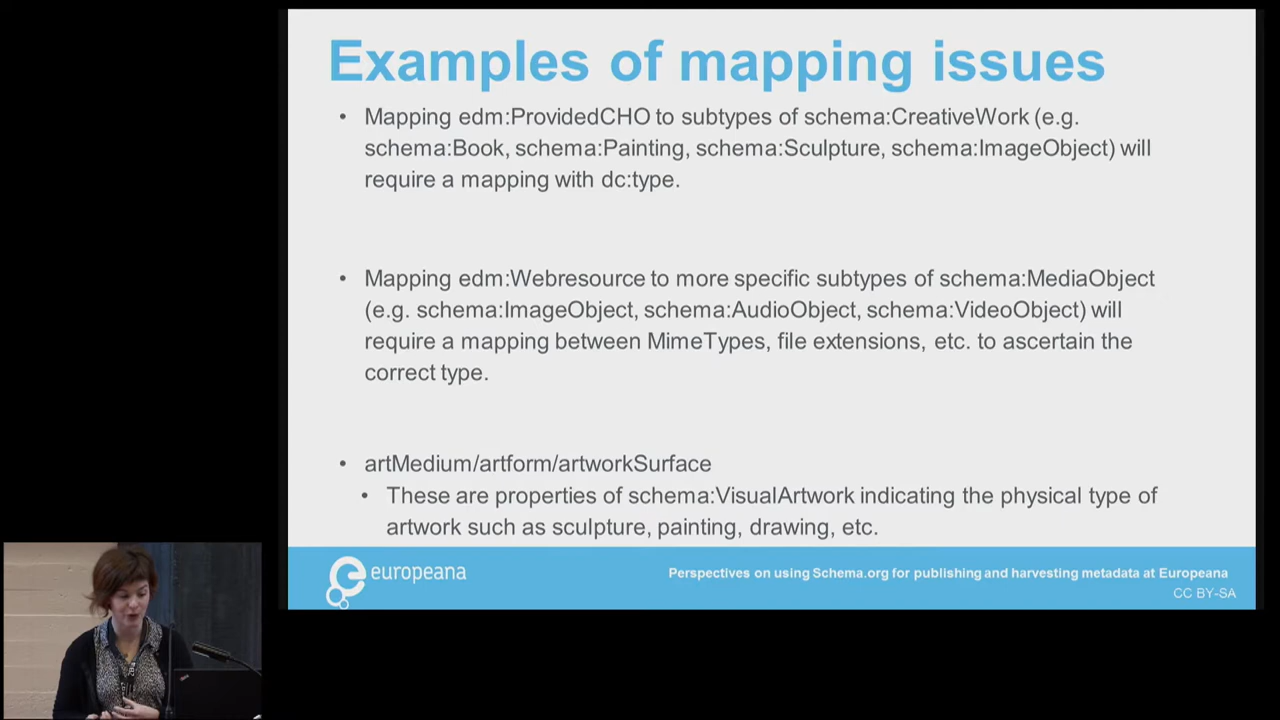 Examples of mapping issues
• Mapping edm:ProvidedCHO to subtypes of schema:CreativeWork (e.g.
schema:Book, schema:Painting, schema:Sculpture, schema:ImageObject) will
require a mapping with dc:type.
• Mapping edm:Webresource to more specific subtypes of schema:MediaObject
(e.g. schema:ImageObject, schema:AudioObject, schema:VideoObject) will
require a mapping between MimeTypes, file extensions, etc. to ascertain the
correct type.
• artMedium/artform/artworkSurface
• These are properties of schema:VisualArtwork indicating the physical type of
artwork such as sculpture, painting, drawing, etc.
europeana
Perspectives on using Schema.org for publishing and harvesting metadata at Europeana
CC BY-SA